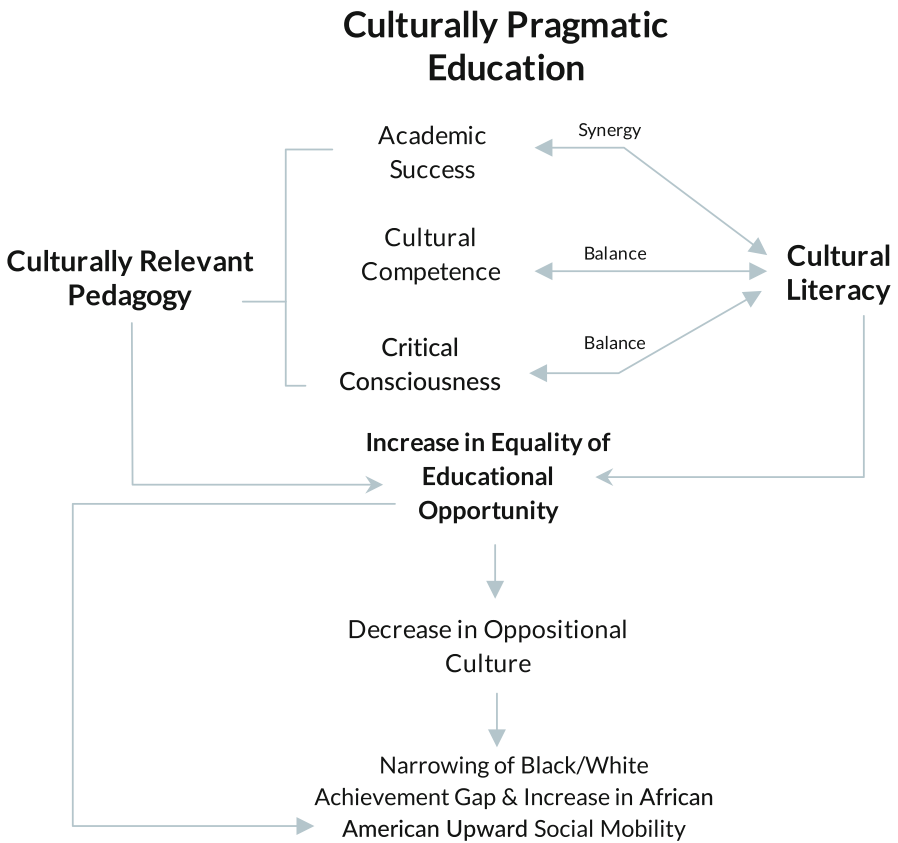 Culturally Pragmatic
Education
Academic
Success
Synergy
Cultural
Competence
Balance
Critical
Consciousness
Balance
Culturally Relevant
Pedagogy
Cultural
Literacy
Increase in Equality of
Educational
Opportunity
Decrease in Oppositional
Culture
Narrowing of Black/White
Achievement Gap & Increase in African
American Upward Social Mobility